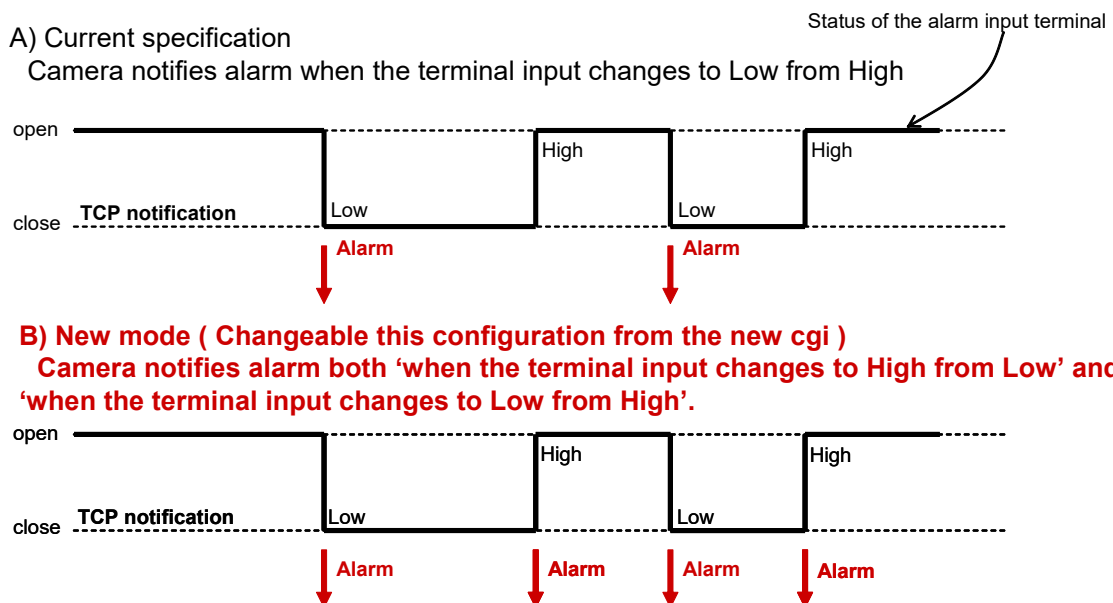 Status of the alarm input terminal
A) Current specification
Camera notifies alarm when the terminal input changes to Low from High
open
High
High
TCP notification
Low
Low
close
Alarm
Alarm
B) New mode ( Changeable this configuration from the new cgi )
Camera notifies alarm both ‘when the terminal input changes to High from Low’ and
‘when the terminal input changes to Low from High’.
open
High
High
TCP notification
Low
Low
close
Alarm
Alarm
Alarm
Alarm